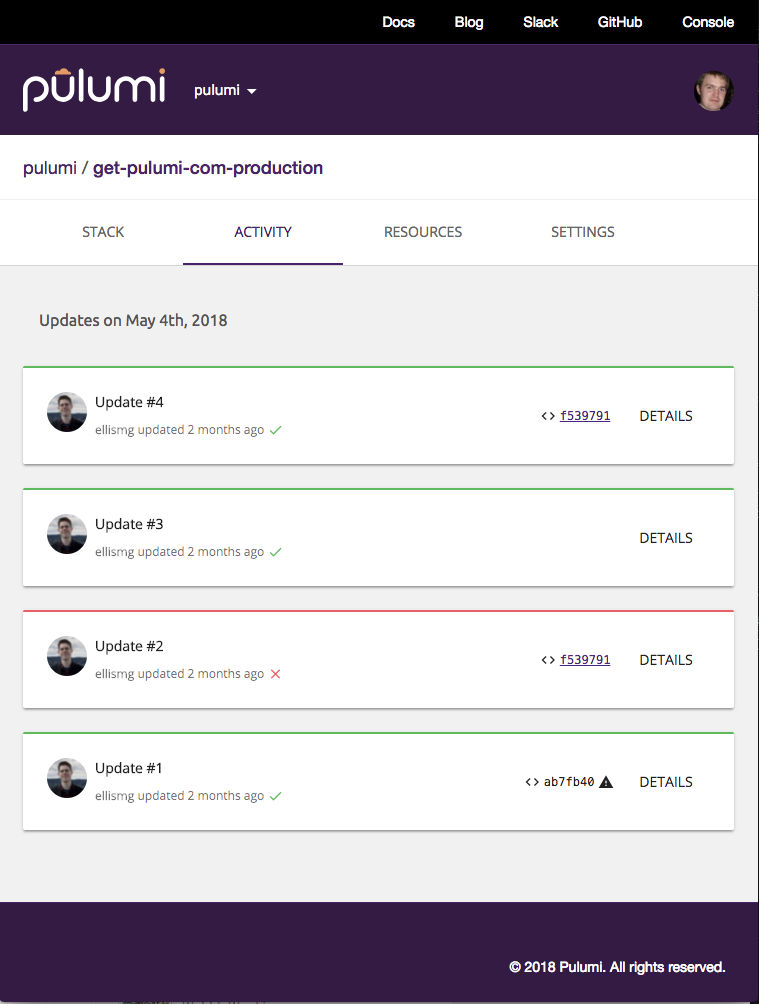 Docs Blog Slack GitHub Console
pulumi pulumi
pulumi / get-pulumi-com-production
STACK ACTIVITY RESOURCES SETTINGS
Updates on May 4th, 2018
Update #4
ellismg updated 2 months ago
<> f539791 DETAILS
Update #3
ellismg updated 2 months ago
DETAILS
Update #2
ellismg updated 2 months ago
<> f539791 DETAILS
Update #1
ellismg updated 2 months ago
<> ab7fb40 DETAILS
© 2018 Pulumi. All rights reserved.